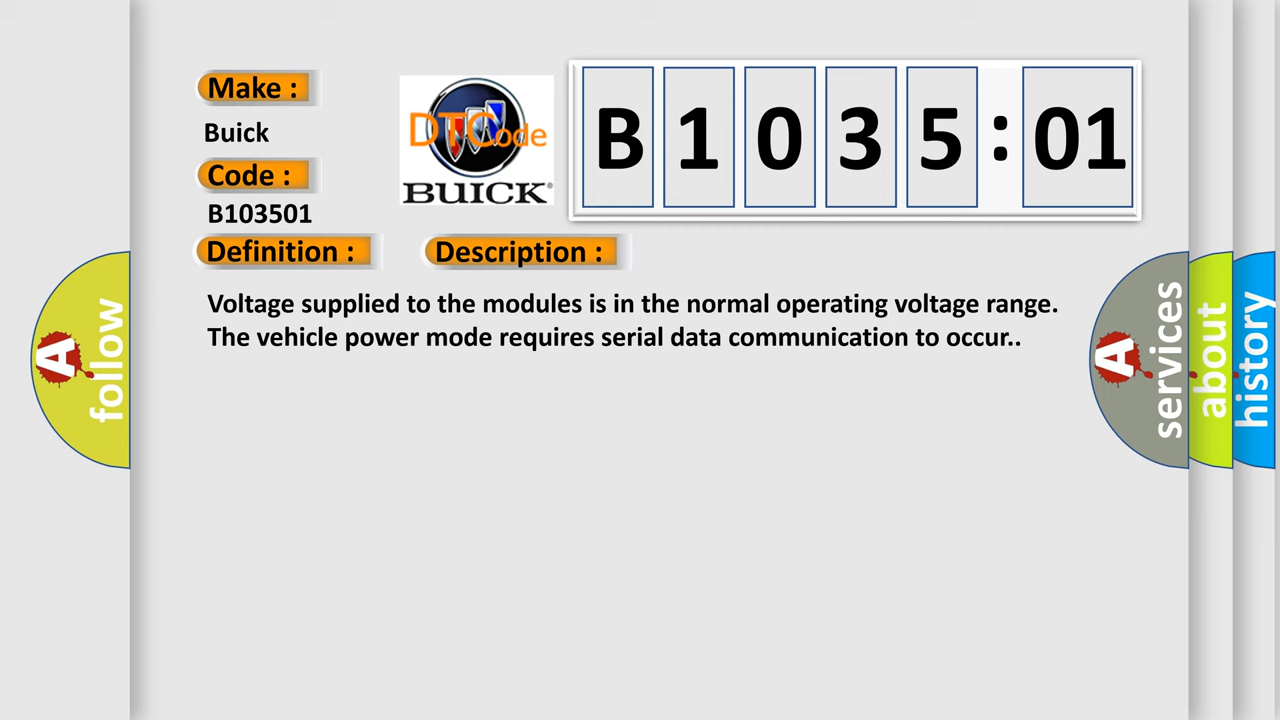 Make :
Buick
Code :
B103501
DTCode
BUICK®
B 1 0 3 5 : 01
Definition :
Description :
Voltage supplied to the modules is in the normal operating voltage range.
The vehicle power mode requires serial data communication to occur..
A follow
A services
about
history